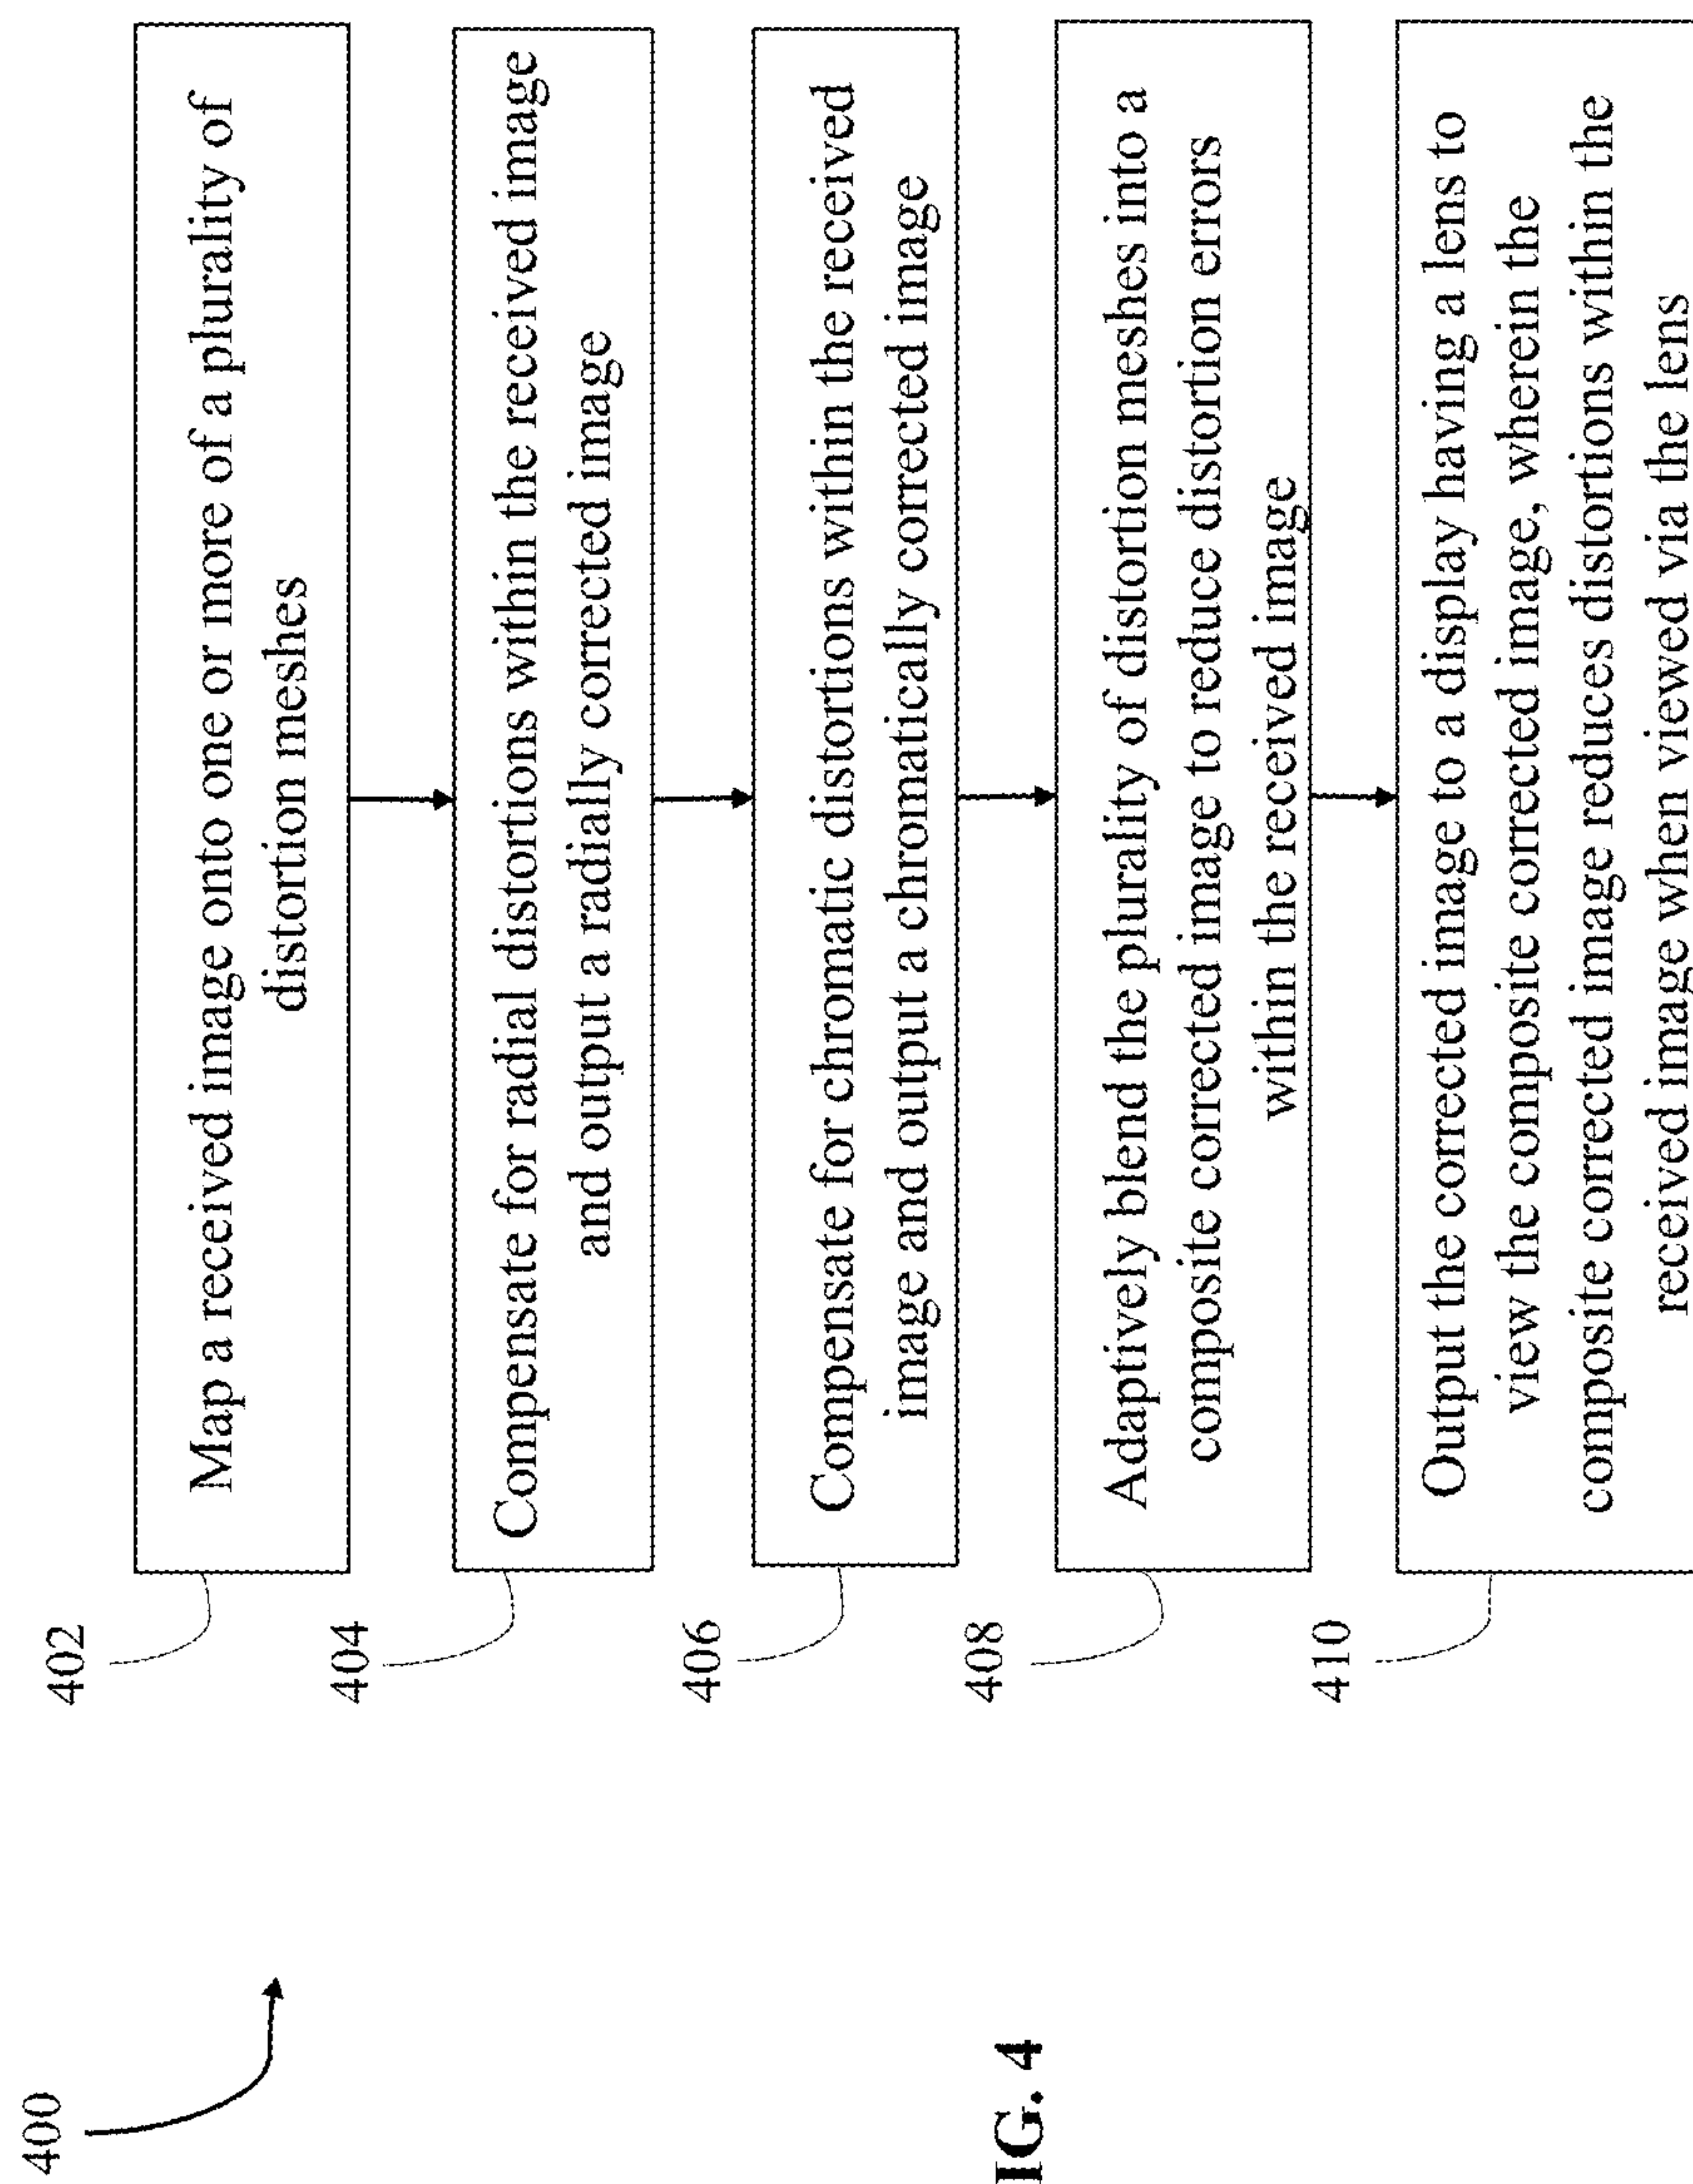 400
402
Map a received image onto one or more of a plurality of
distortion meshes
404
Compensate for radial distortions within the received image
and output a radially corrected image
406
Compensate for chromatic distortions within the received
image and output a chromatically corrected image
408
Adaptively blend the plurality of distortion meshes into a
composite corrected image to reduce distortion errors
within the received image
410
Output the corrected image to a display having a lens to
view the composite corrected image, wherein the
composite corrected image reduces distortions within the
received image when viewed via the lens
IG. 4